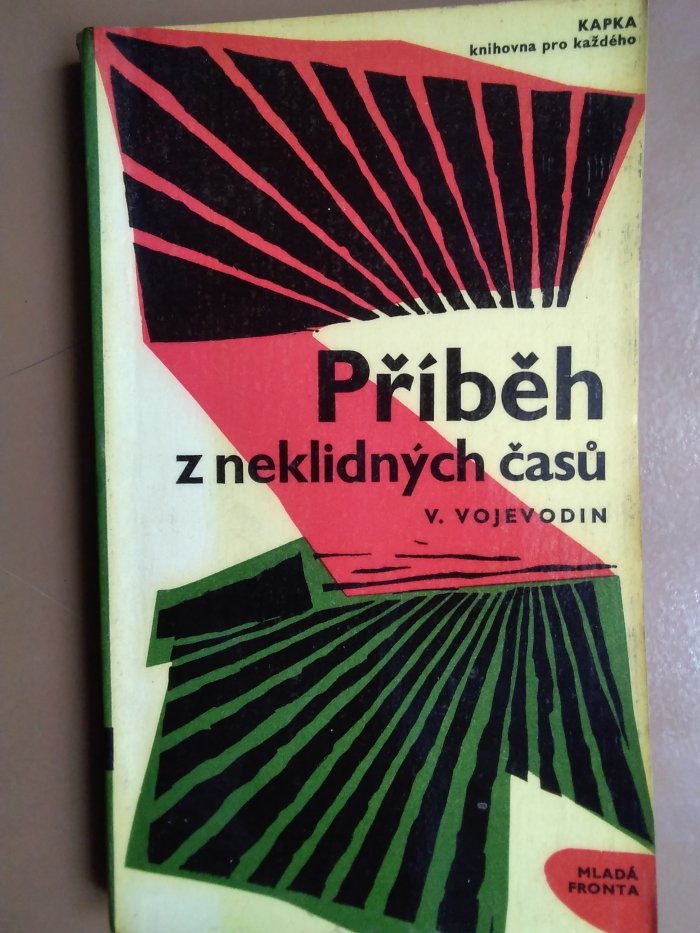 KAPKA
knihovna pro každého
Příběh
z neklidných časů
V. VOJEVODIN
MLADÁ
FRONTA